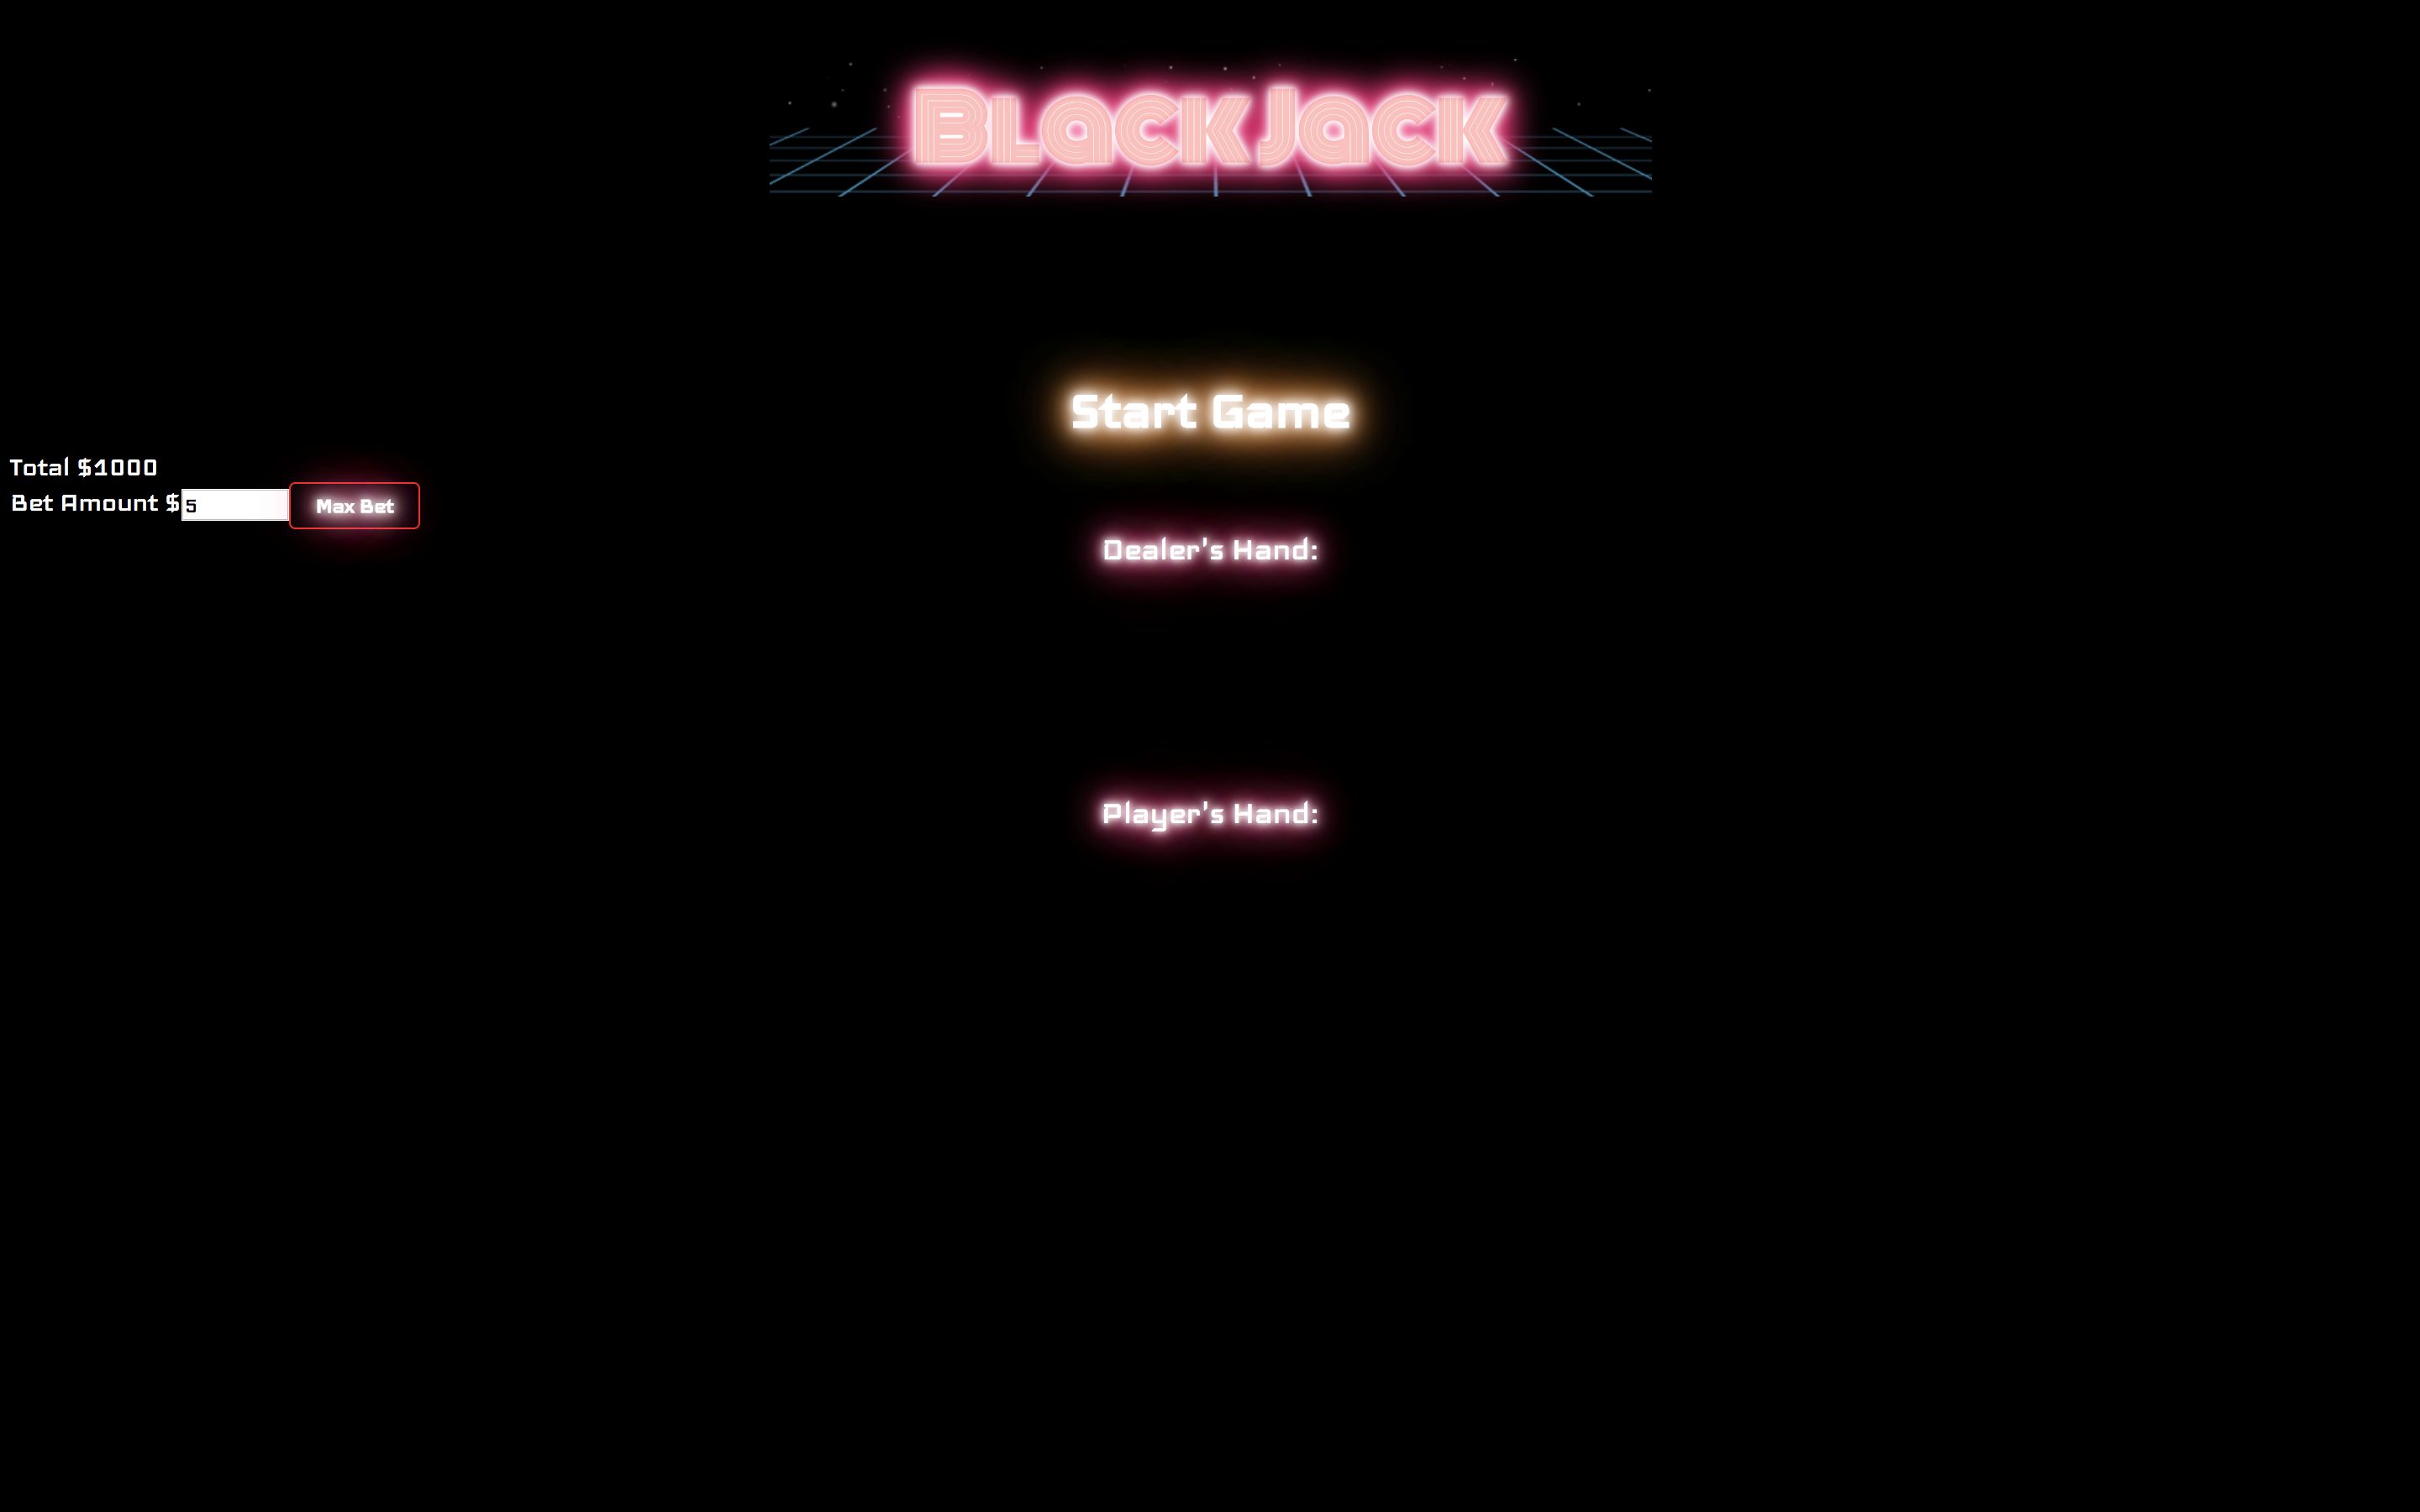 BLACKJACK
Start Game
Total $1000
Bet Amount $5
Max Bet
Dealer's Hand:
Player's Hand: